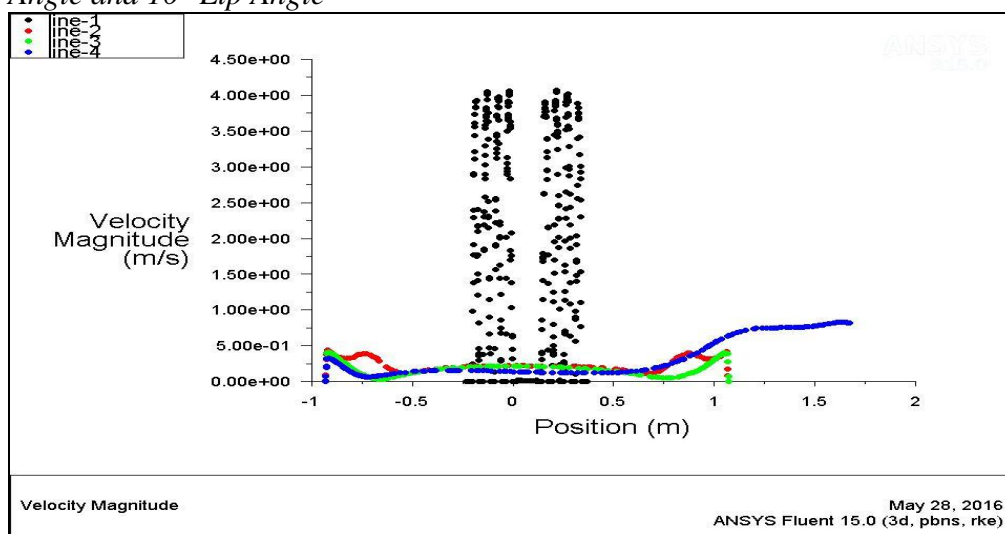 Angle and 10° Lip Angle
line-1
line-2
line-3
line-4
ANSYS
R15.0
4.50e+00
4.00e+00
3.50e+00
3.00e+00
2.50e+00
2.00e+00
1.50e+00
1.00e+00
5.00e-01
0.00e+00
Velocity
Magnitude
(m/s)
-1 -0.5 0 0.5 1 1.5 2
Position (m)
Velocity Magnitude
May 28, 2016
ANSYS Fluent 15.0 (3d, pbns, rke)